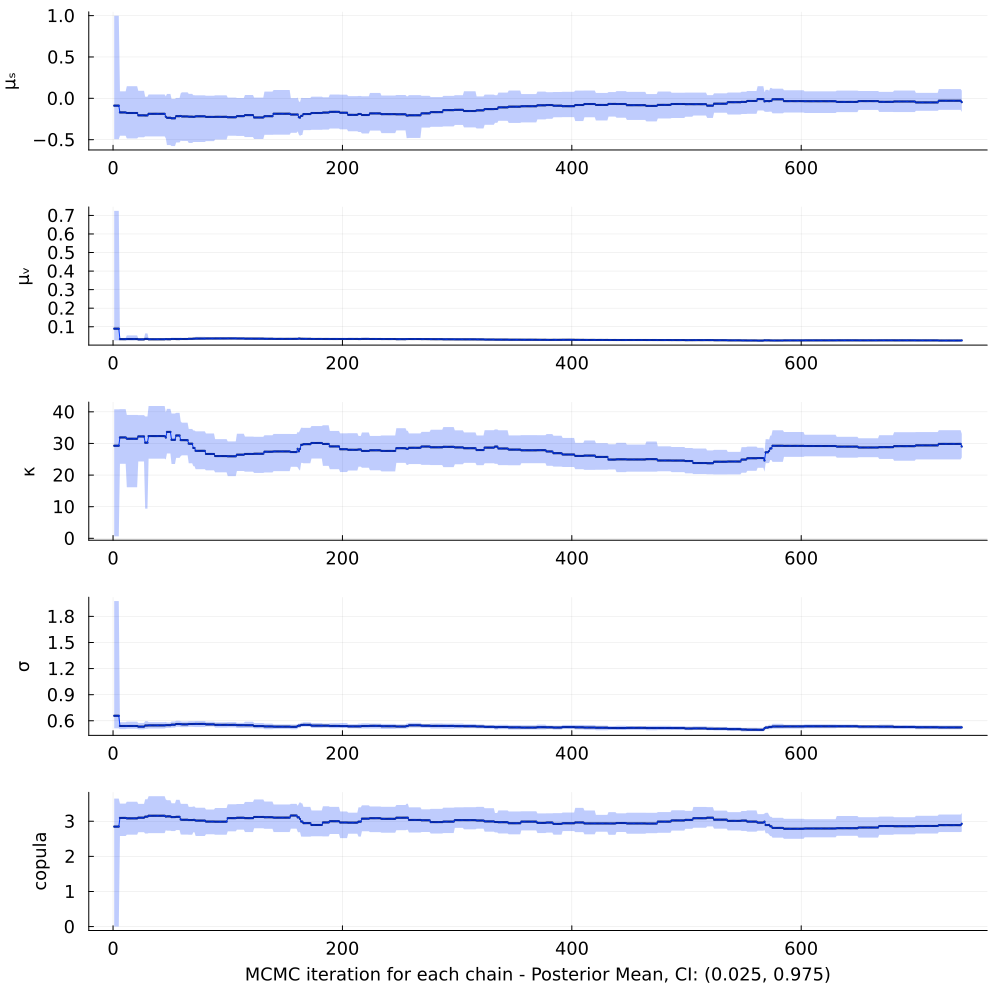 1.0
0.5
0.0
−0.5
μₛ
0 200 400 600
0.7
0.6
0.5
0.4
0.3
0.2
0.1
μᵥ
0 200 400 600
40
30
20
10
0
κ
0 200 400 600
1.8
1.5
1.2
0.9
0.6
σ
0 200 400 600
3
2
1
0
copula
0 200 400 600
MCMC iteration for each chain - Posterior Mean, CI: (0.025, 0.975)